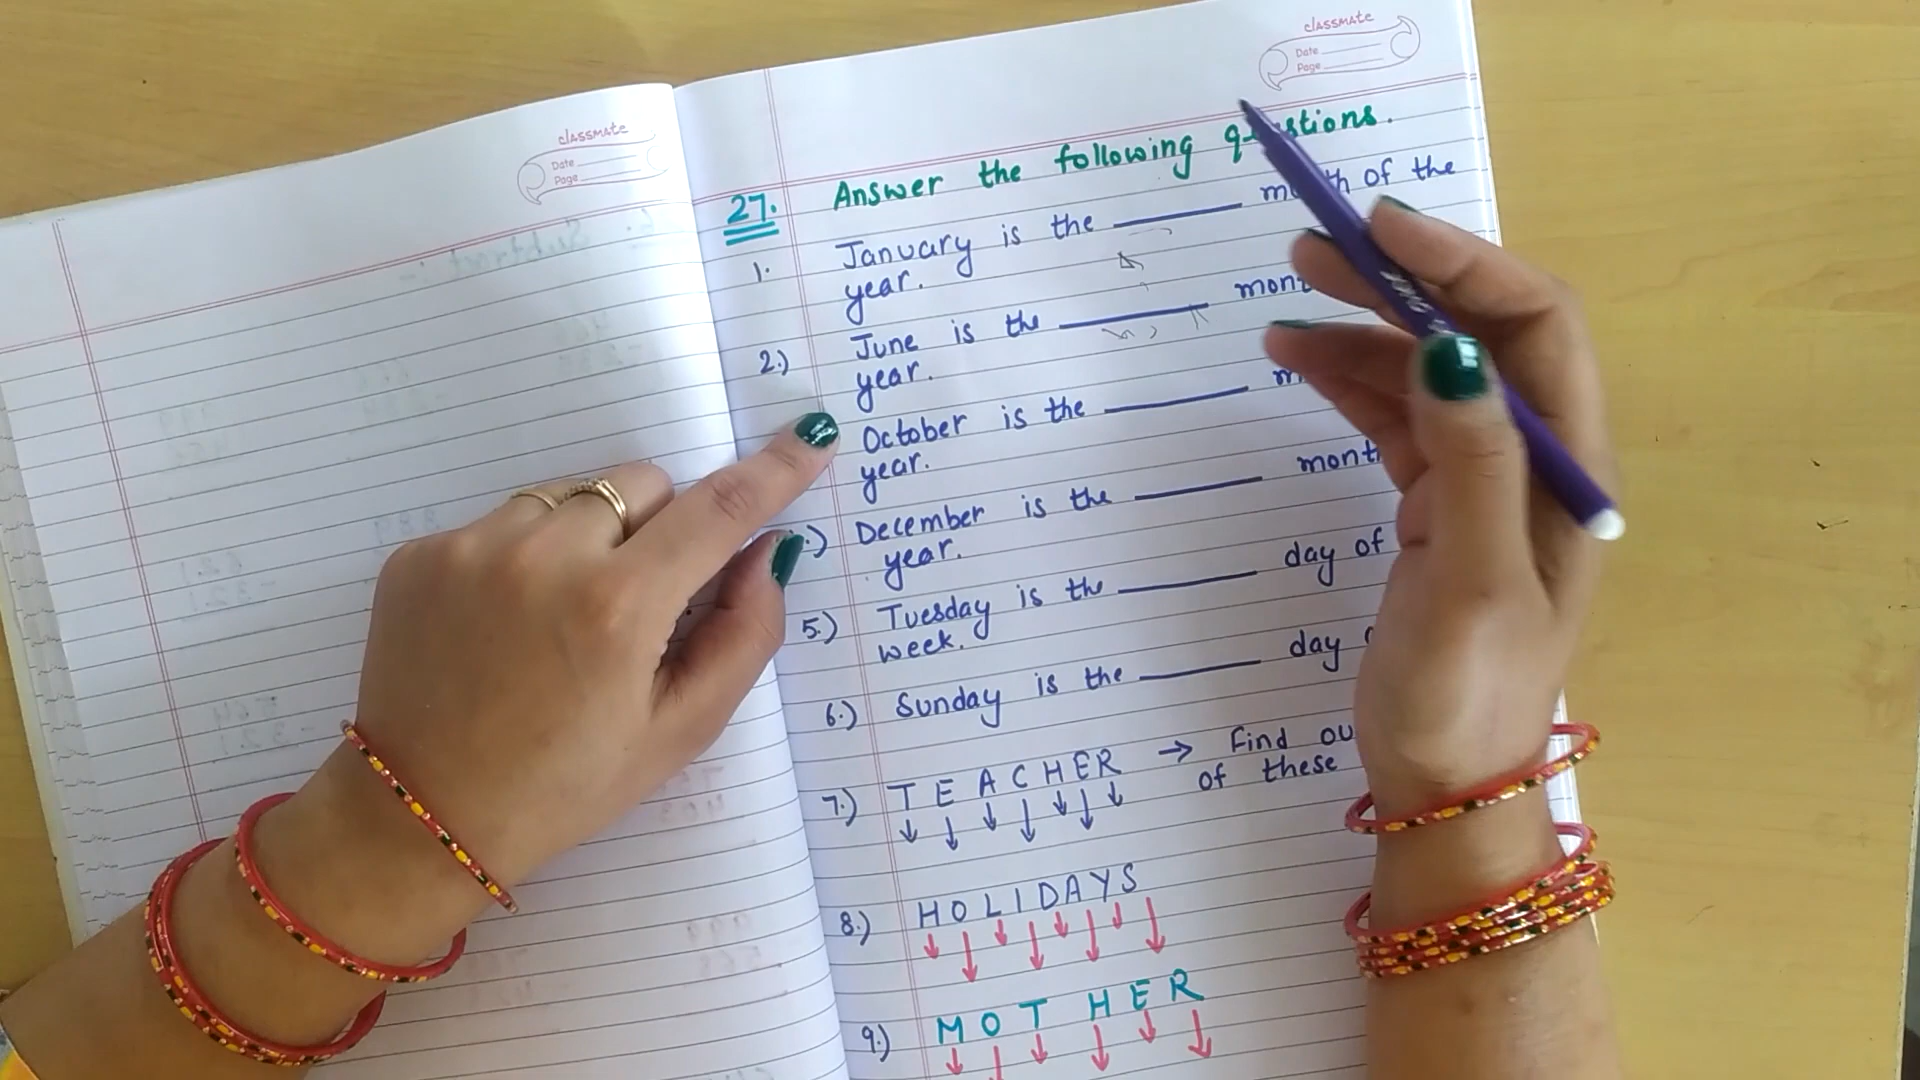 classmate
Date
Page
classmate
Date
Page
27. Answer the following questions.
1. January is the ______ of the
year.
2.) June is the ______
year.
October is the ______
year.
December is the ______
year.
5.) Tuesday is the ______ day of
week.
6.) Sunday is the ______ day
7.) TEACHER → Find
of these
8.) HOLIDAYS
9.) MOTHER